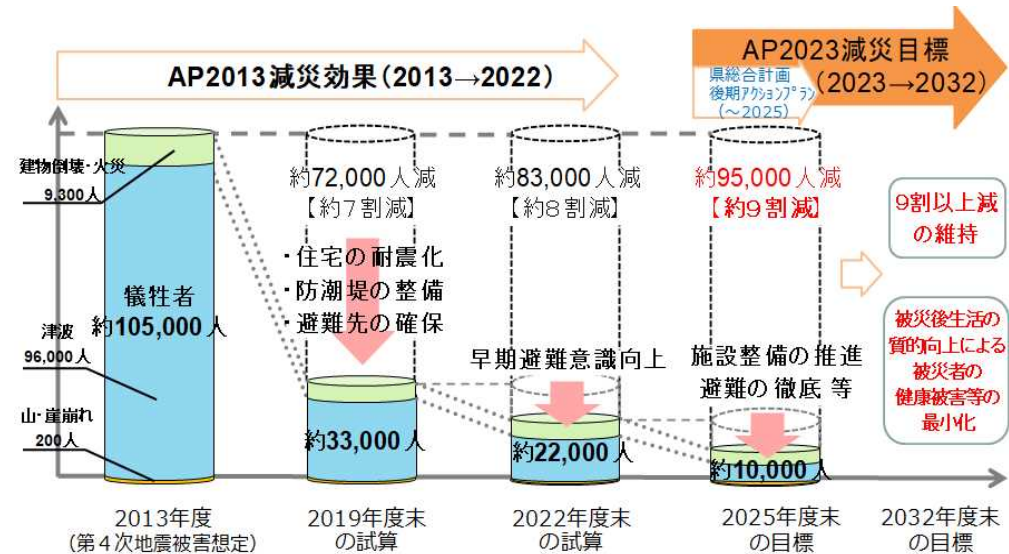 AP2013減災効果(2013→2022)
AP2023減災目標
(2023→2032)
県総合計画
後期アクションプラン
(~2025)
建物倒壊・火災
9,300人
津波
96,000人
山・崖崩れ
200人
犠牲者
約105,000人
約72,000人減
【約7割減】
・住宅の耐震化
・防潮堤の整備
・避難先の確保
約33,000人
約83,000人減
【約8割減】
早期避難意識向上
約22,000人
約95,000人減
【約9割減】
施設整備の推進
避難の徹底 等
約10,000人
9割以上減
の維持
被災後生活の
質的向上による
被災者の
健康被害等の
最小化
2013年度
(第4次地震被害想定)
2019年度末
の試算
2022年度末
の試算
2025年度末
の目標
2032年度末
の目標